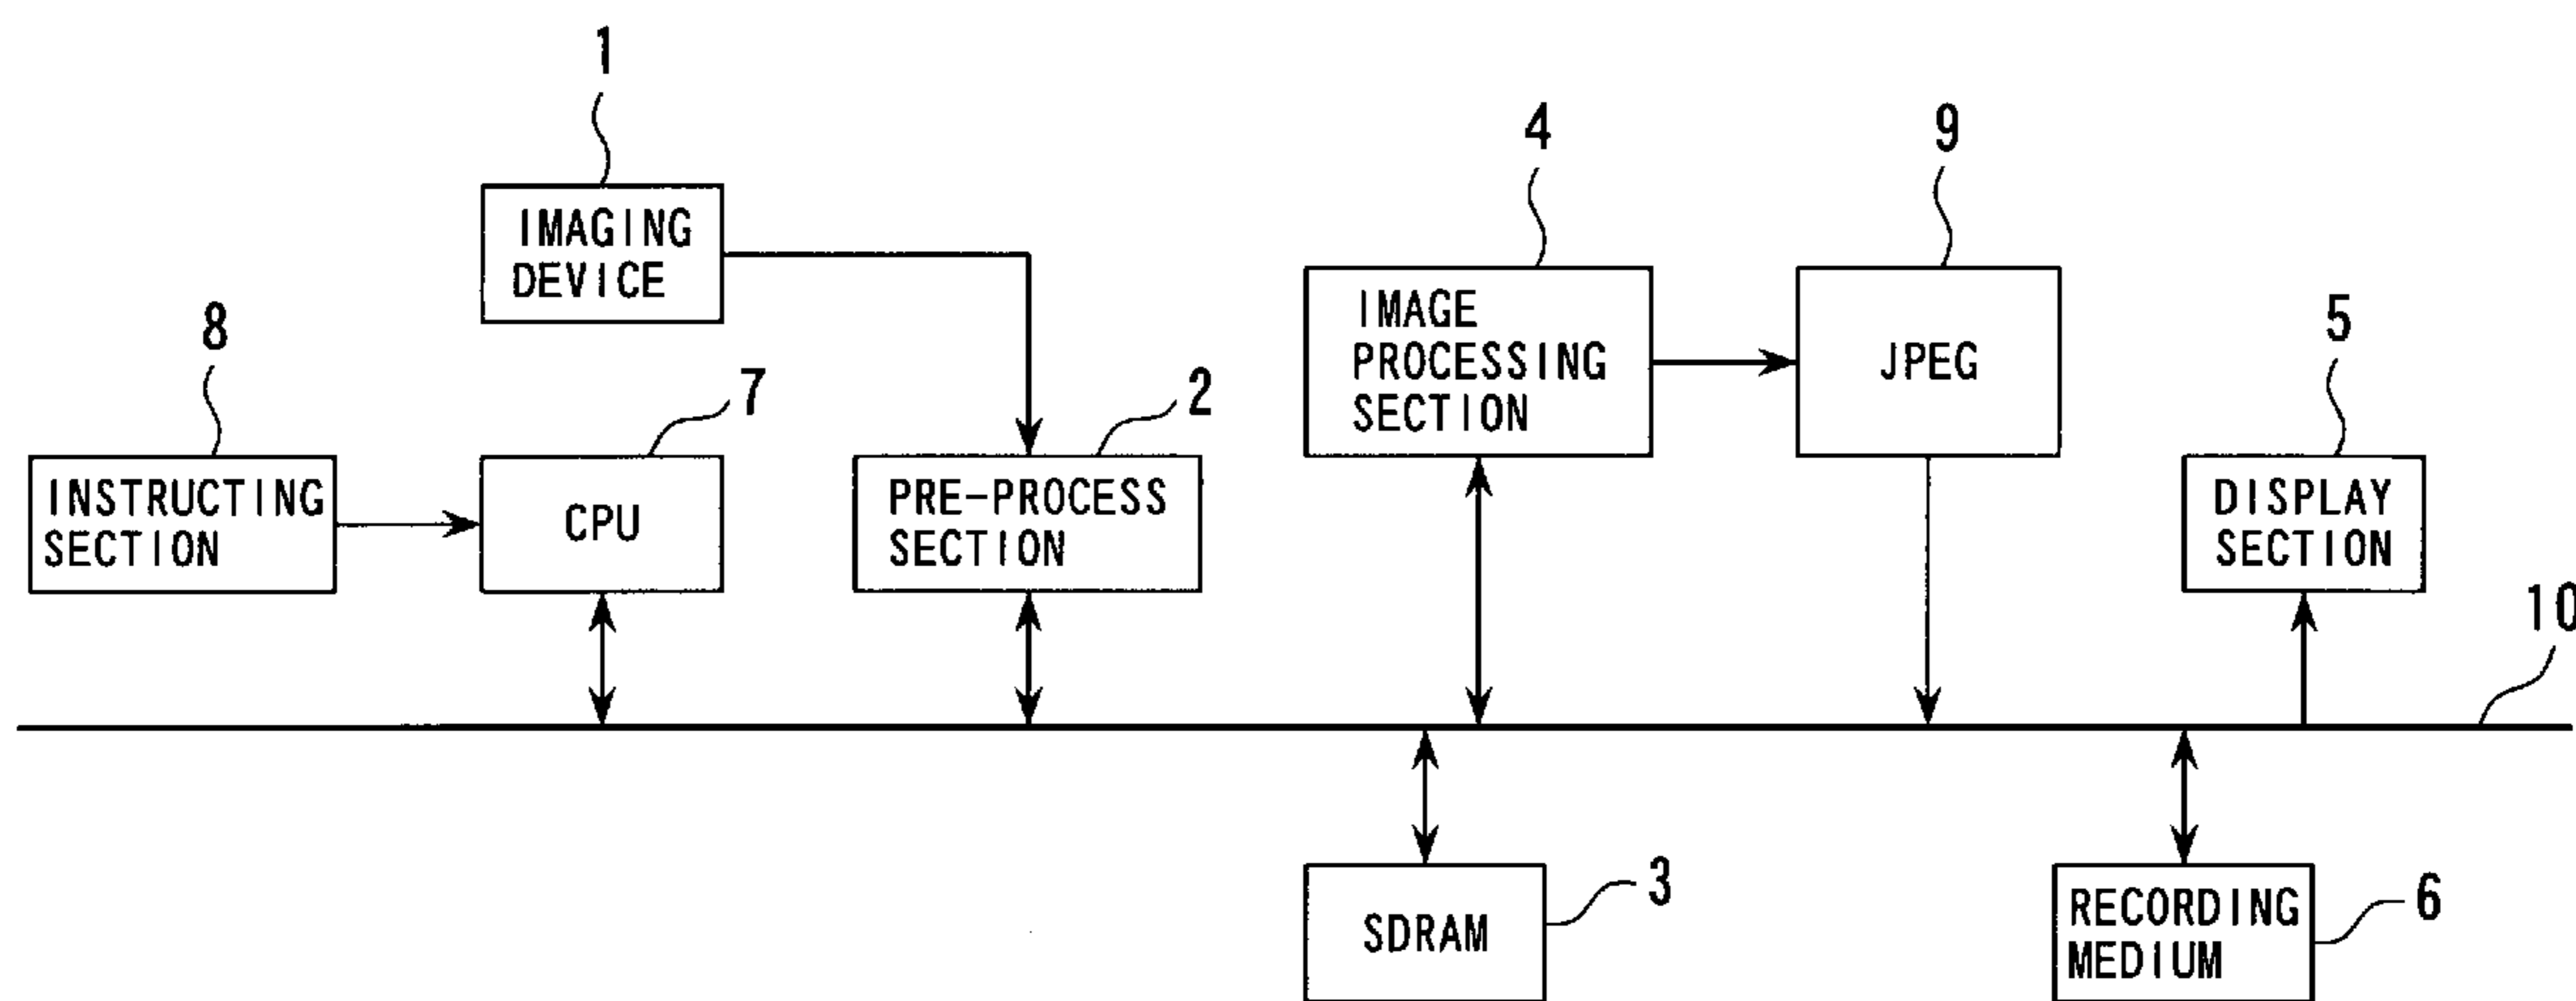 1
IMAGING
DEVICE
4
9
IMAGE
PROCESSING
SECTION
JPEG
8
7
2
5
INSTRUCTING
SECTION
CPU
PRE-PROCESS
SECTION
DISPLAY
SECTION
10
SDRAM
3
RECORDING
MEDIUM
6